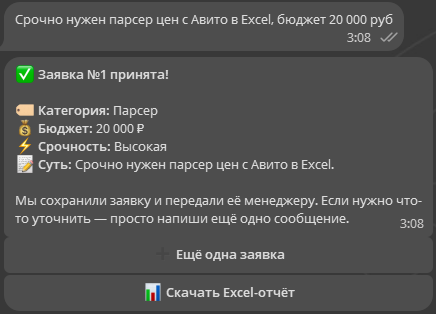 Срочно нужен парсер цен с Авито в Excel, бюджет 20 000 руб
3:08
✅ Заявка №1 принята!
🏷️ Категория: Парсер
💰 Бюджет: 20 000 ₽
⚡ Срочность: Высокая
📝 Суть: Срочно нужен парсер цен с Авито в Excel.
Мы сохранили заявку и передали её менеджеру. Если нужно что-
то уточнить — просто напиши ещё одно сообщение.
3:08
➕ Ещё одна заявка
📊 Скачать Excel-отчёт